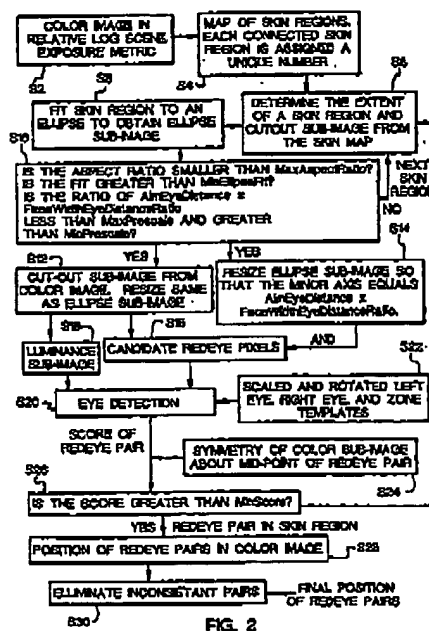 COLOR IMAGE IN
RELATIVE LOG SCENE
EXPOSURE METRIC
S2
MAP OF SKIN REGIONS.
EACH CONNECTED SKIN
REGION IS ASSIGNED A
UNIQUE NUMBER.
S4
S8
S6
FIT SKIN REGION TO AN
ELLIPSE TO OBTAIN ELLIPSE
SUB-IMAGE
DETERMINE THE EXTENT
OF A SKIN REGION AND
CUTOUT SUB-IMAGE FROM
THE SKIN MAP
S10
IS THE ASPECT RATIO SMALLER THAN MaxAspectRatio?
IS THE FIT GREATER THAN MinEllipseFit?
IS THE RATIO OF AimEyeDistance x
FaceWidthEyeDistanceRatio
LESS THAN MaxPrescale AND GREATER
THAN MinPrescale?
NEXT
SKIN
REGION
NO
S14
S12
YES
YES
CUT-OUT SUB-IMAGE FROM
COLOR IMAGE. RESIZE SAME
AS ELLIPSE SUB-IMAGE
RESIZE ELLIPSE SUB-IMAGE SO
THAT THE MINOR AXIS EQUALS
AimEyeDistance x
FaceWidthEyeDistanceRatio.
S18
S16
AND
LUMINANCE
SUB-IMAGE
CANDIDATE REDEYE PIXELS
S22
S20
EYE DETECTION
SCALED AND ROTATED LEFT
EYE, RIGHT EYE, AND ZONE
TEMPLATES
SCORE OF
REDEYE PAIR
SYMMETRY OF COLOR SUB-IMAGE
ABOUT MID-POINT OF REDEYE PAIR
S24
S26
IS THE SCORE GREATER THAN MinScore?
YES
REDEYE PAIR IN SKIN REGION
POSITION OF REDEYE PAIRS IN COLOR IMAGE
S28
ELIMINATE INCONSISTANT PAIRS
S30
FINAL POSITION
OF REDEYE PAIRS
FIG. 2